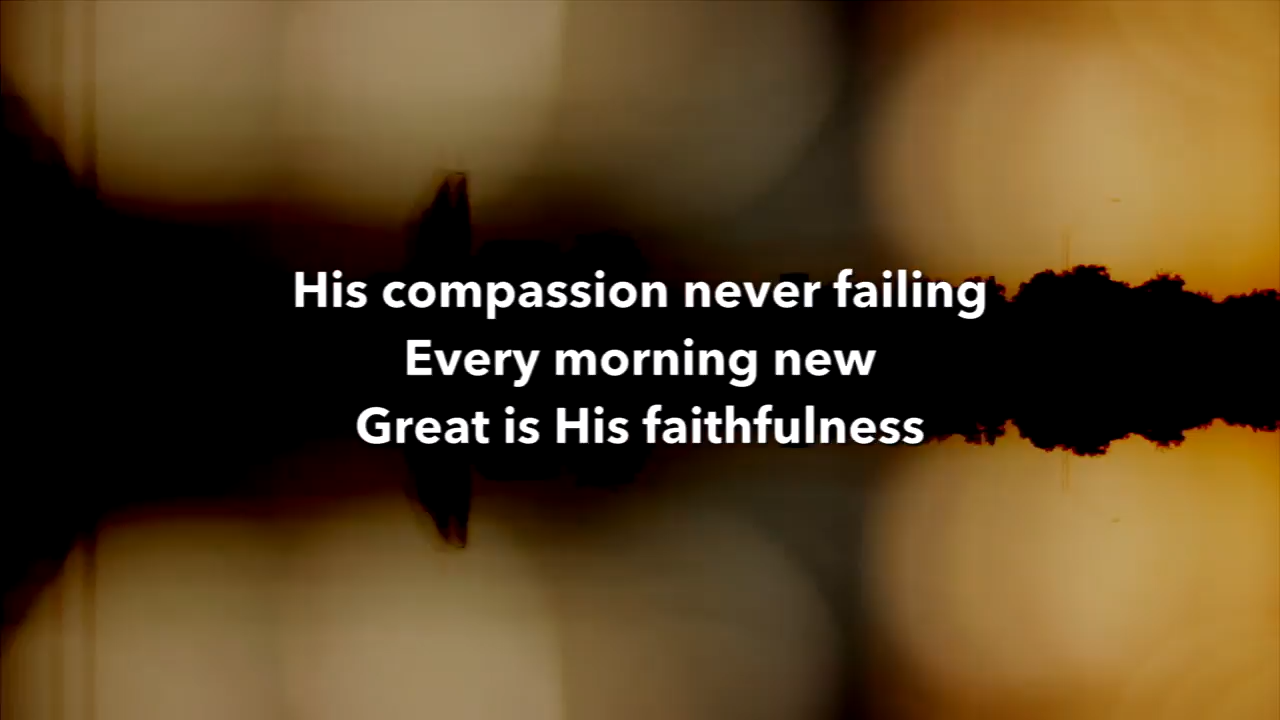 His compassion never failing
Every morning new
Great is His faithfulness